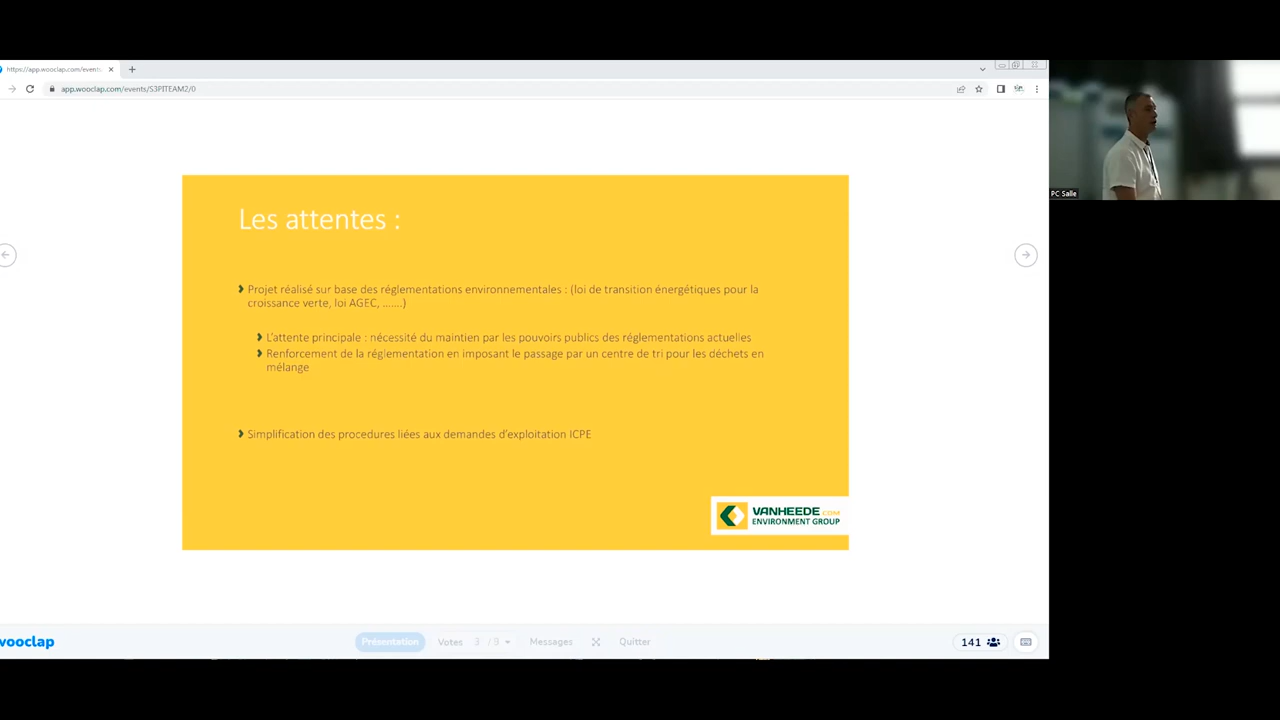 https://app.wooclap.com/events
app.wooclap.com/events/S3PITEAM2/0
PC Salle
Les attentes :
Projet réalisé sur base des réglementations environnementales : (loi de transition énergétiques pour la
croissance verte, loi AGEC, .......)
L'attente principale : nécessité du maintien par les pouvoirs publics des réglementations actuelles
Renforcement de la réglementation en imposant le passage par un centre de tri pour les déchets en
mélange
Simplification des procedures liées aux demandes d'exploitation ICPE
VANHEEDE.COM
ENVIRONMENT GROUP
wooclap
Présentation
Votes 3 / 9
Messages
Quitter
141